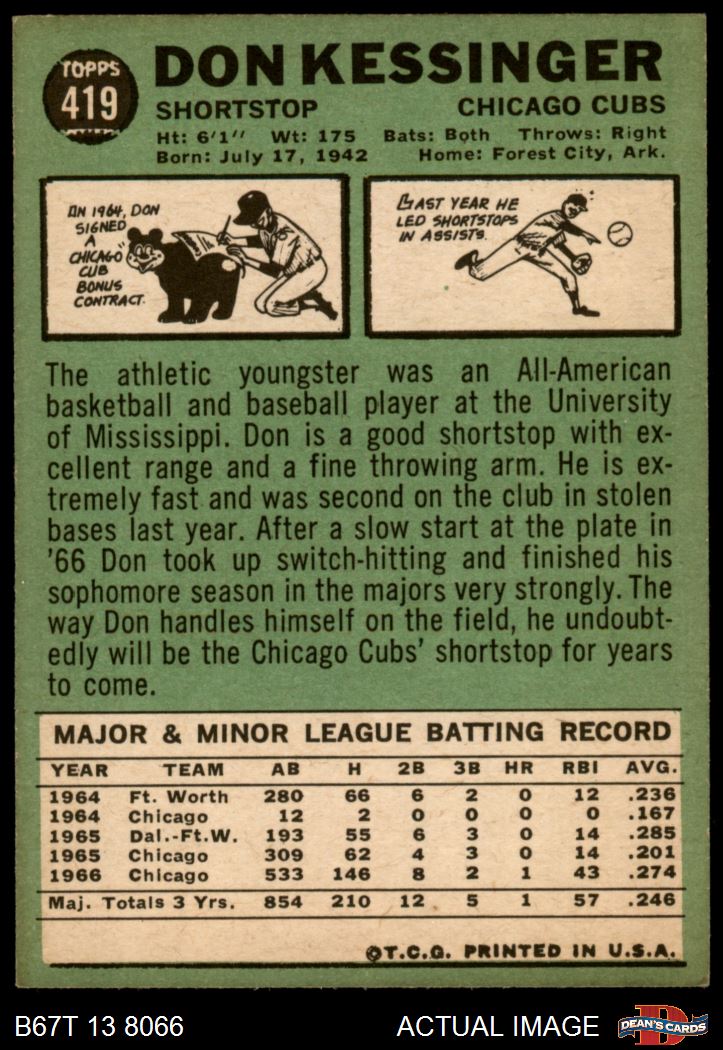 TOPPS
419
DON KESSINGER
SHORTSTOP CHICAGO CUBS
Ht: 6'1'' Wt: 175 Bats: Both Throws: Right
Born: July 17, 1942 Home: Forest City, Ark.
IN 1964, DON
SIGNED
A
CHICAGO
CUB
BONUS
CONTRACT.
LAST YEAR HE
LED SHORTSTOPS
IN ASSISTS.
The athletic youngster was an All-American
basketball and baseball player at the University
of Mississippi. Don is a good shortstop with ex-
cellent range and a fine throwing arm. He is ex-
tremely fast and was second on the club in stolen
bases last year. After a slow start at the plate in
'66 Don took up switch-hitting and finished his
sophomore season in the majors very strongly. The
way Don handles himself on the field, he undoubt-
edly will be the Chicago Cubs' shortstop for years
to come.
MAJOR & MINOR LEAGUE BATTING RECORD
YEAR TEAM AB H 2B 3B HR RBI AVG.
1964 Ft. Worth 280 66 6 2 0 12 .236
1964 Chicago 12 2 0 0 0 0 .167
1965 Dal.-Ft.W. 193 55 6 3 0 14 .285
1965 Chicago 309 62 4 3 0 14 .201
1966 Chicago 533 146 8 2 1 43 .274
Maj. Totals 3 Yrs. 854 210 12 5 1 57 .246
©T.C.G. PRINTED IN U.S.A.
B67T 13 8066 ACTUAL IMAGE DEAN'S CARDS